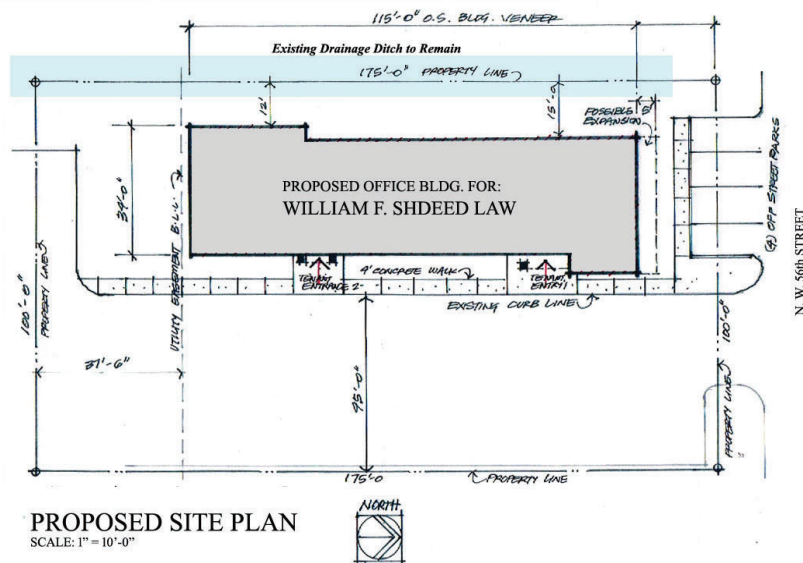 115'-0" O.S. BLDG. VENEER
Existing Drainage Ditch to Remain
175'-0" PROPERTY LINE
12'
15'-0
POSSIBLE 5'
EXPANSION
34'-0"
UTILITY EASEMENT B.L.L.
PROPOSED OFFICE BLDG. FOR:
WILLIAM F. SHDEED LAW
(4) OFF STREET PARKS
N. W. 56th STREET
TENANT
ENTRANCE 2
4' CONCRETE WALK
TENANT
ENTRY 1
EXISTING CURB LINE
100'-0"
PROPERTY LINE
37'-6"
95'-0"
100'-0"
PROPERTY LINE
175'-0
PROPERTY LINE
PROPOSED SITE PLAN
SCALE: 1" = 10'-0"
NORTH